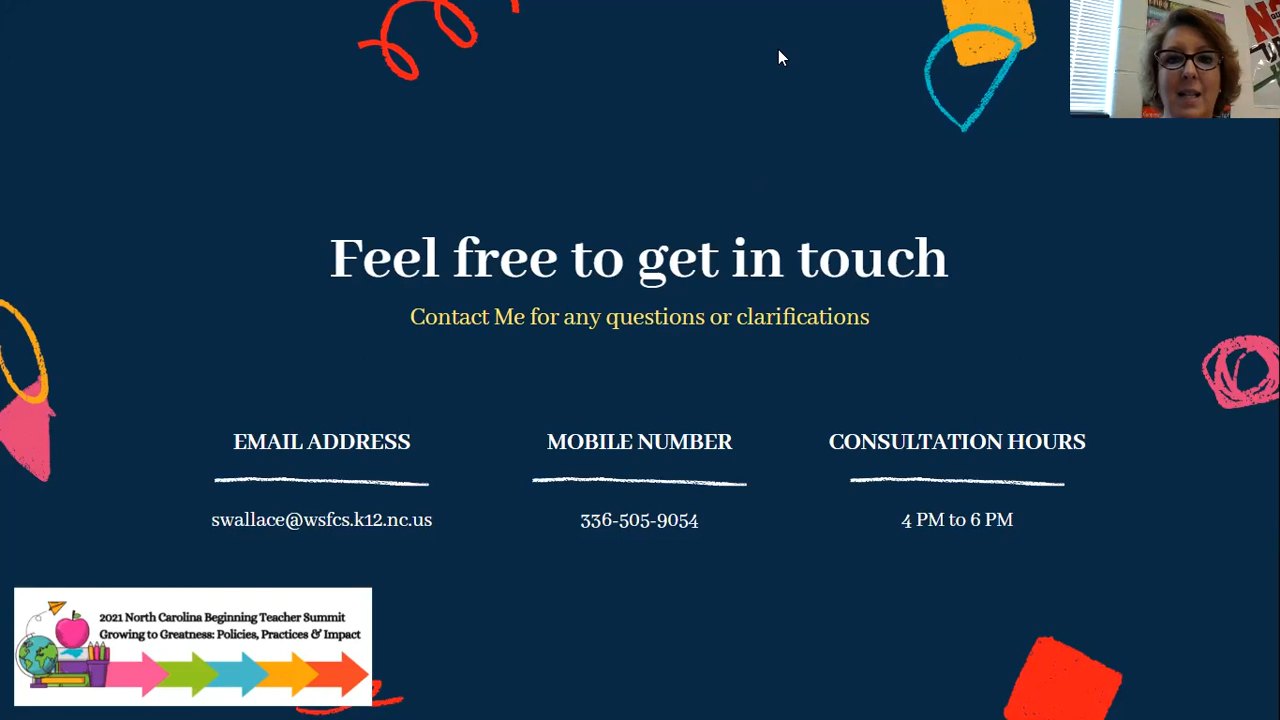 Feel free to get in touch
Contact Me for any questions or clarifications
EMAIL ADDRESS
swallace@wsfcs.k12.nc.us
MOBILE NUMBER
336-505-9054
CONSULTATION HOURS
4 PM to 6 PM
2021 North Carolina Beginning Teacher Summit
Growing to Greatness: Policies, Practices & Impact